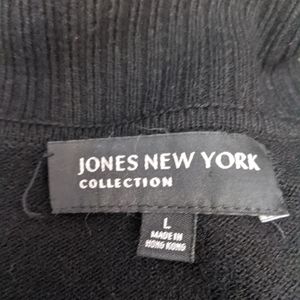 JONES NEW YORK
COLLECTION
L
MADE IN
HONG KONG